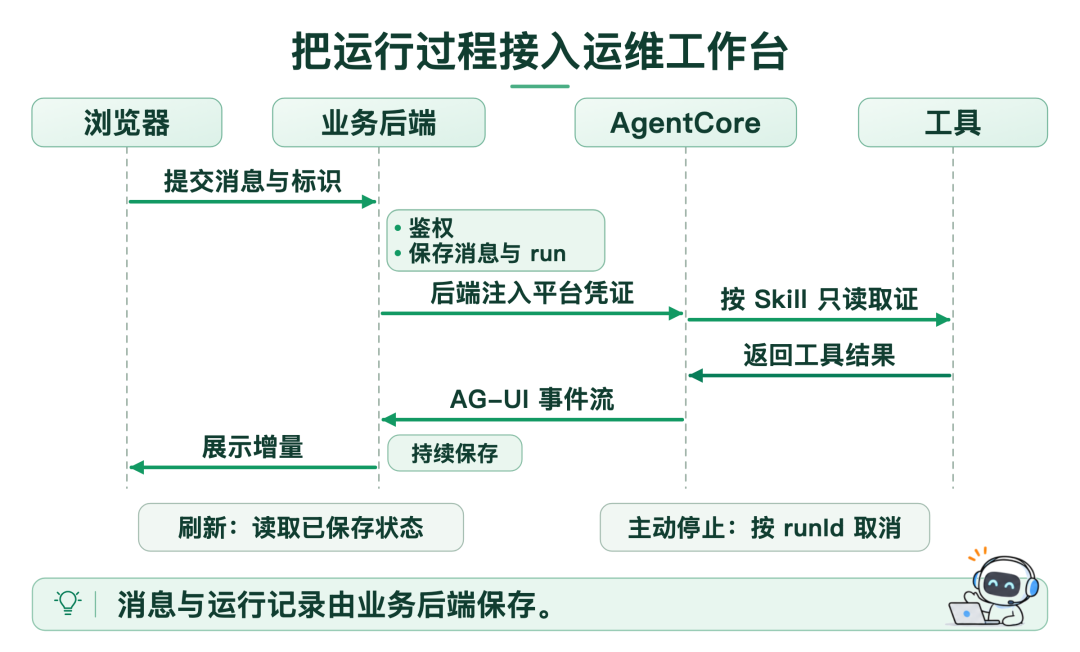 把运行过程接入运维工作台
浏览器
业务后端
AgentCore
工具
提交消息与标识
• 鉴权
• 保存消息与 run
后端注入平台凭证
按 Skill 只读取证
返回工具结果
AG-UI 事件流
展示增量
持续保存
刷新：读取已保存状态
主动停止：按 runId 取消
消息与运行记录由业务后端保存。